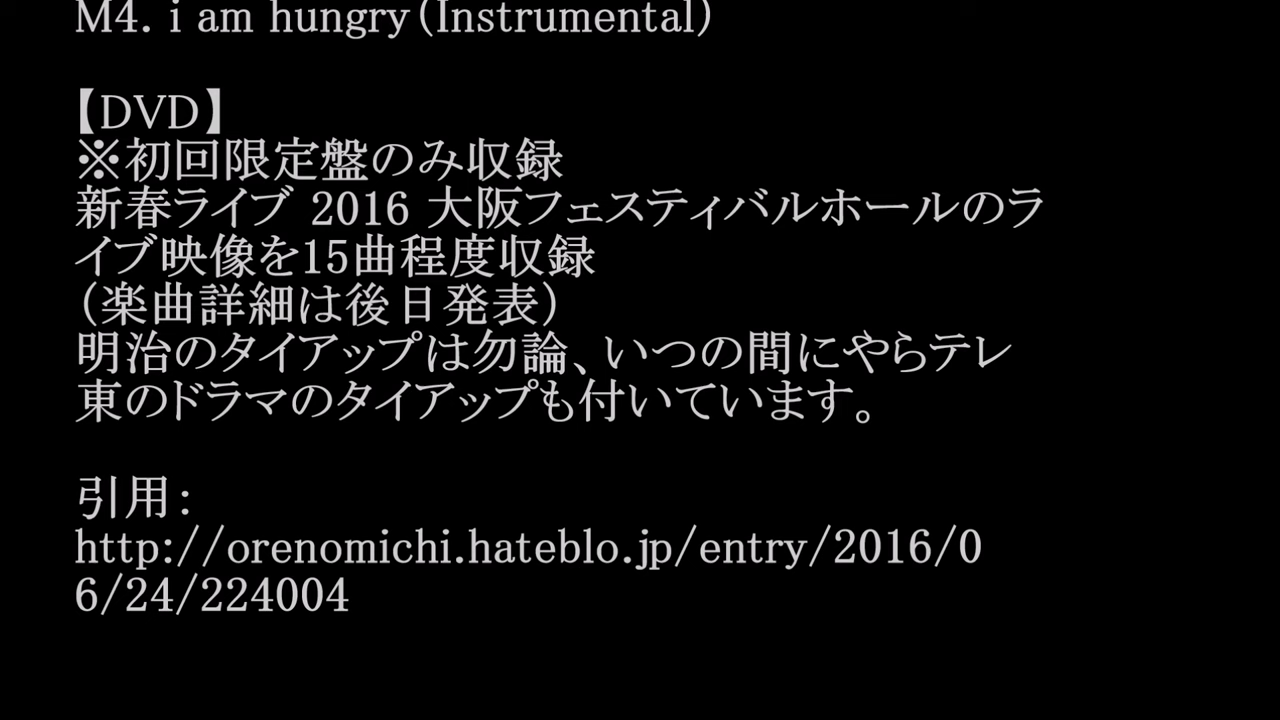 M4. i am hungry(Instrumental)
【DVD】
※初回限定盤のみ収録
新春ライブ 2016 大阪フェスティバルホールのラ
イブ映像を15曲程度収録
(楽曲詳細は後日発表)
明治のタイアップは勿論、いつの間にやらテレ
東のドラマのタイアップも付いています。
引用:
http://orenomichi.hateblo.jp/entry/2016/0
6/24/224004